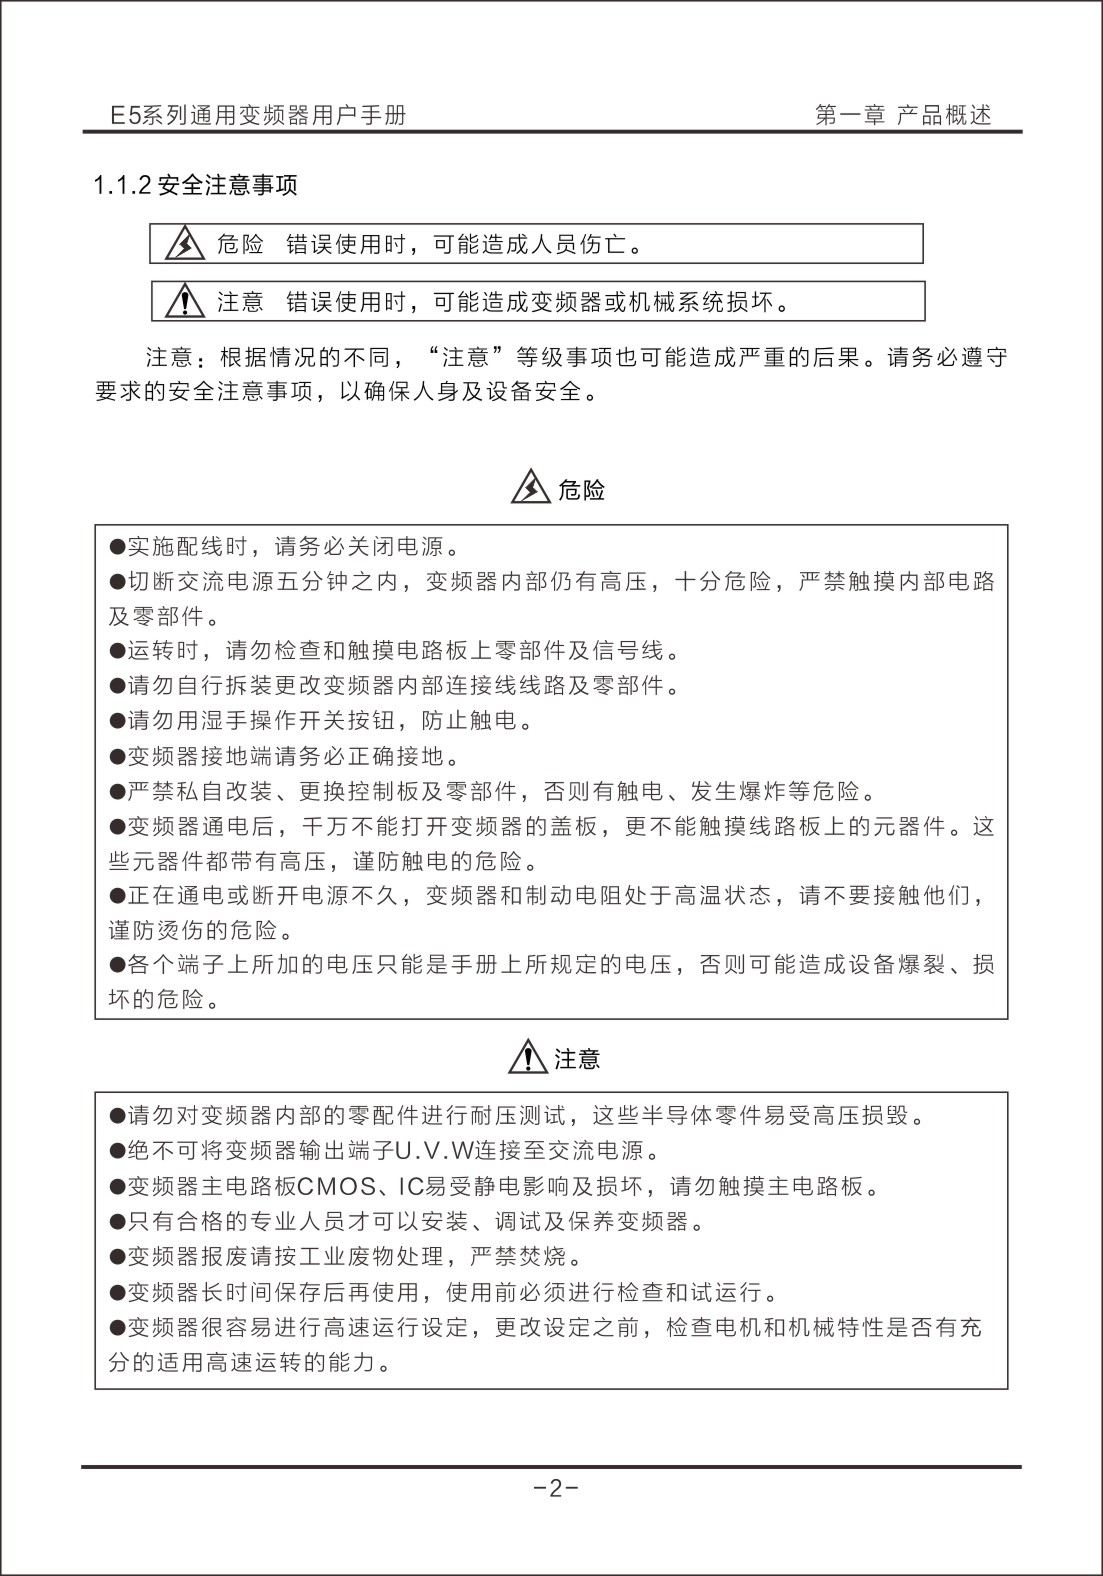 E5系列通用变频器用户手册 第一章 产品概述
1.1.2 安全注意事项
危险 错误使用时，可能造成人员伤亡。
注意 错误使用时，可能造成变频器或机械系统损坏。
注意：根据情况的不同，“注意”等级事项也可能造成严重的后果。请务必遵守
要求的安全注意事项，以确保人身及设备安全。
危险
●实施配线时，请务必关闭电源。
●切断交流电源五分钟之内，变频器内部仍有高压，十分危险，严禁触摸内部电路
及零部件。
●运转时，请勿检查和触摸电路板上零部件及信号线。
●请勿自行拆装更改变频器内部连接线线路及零部件。
●请勿用湿手操作开关按钮，防止触电。
●变频器接地端请务必正确接地。
●严禁私自改装、更换控制板及零部件，否则有触电、发生爆炸等危险。
●变频器通电后，千万不能打开变频器的盖板，更不能触摸线路板上的元器件。这
些元器件都带有高压，谨防触电的危险。
●正在通电或断开电源不久，变频器和制动电阻处于高温状态，请不要接触他们，
谨防烫伤的危险。
●各个端子上所加的电压只能是手册上所规定的电压，否则可能造成设备爆裂、损
坏的危险。
注意
●请勿对变频器内部的零配件进行耐压测试，这些半导体零件易受高压损毁。
●绝不可将变频器输出端子U.V.W连接至交流电源。
●变频器主电路板CMOS、IC易受静电影响及损坏，请勿触摸主电路板。
●只有合格的专业人员才可以安装、调试及保养变频器。
●变频器报废请按工业废物处理，严禁焚烧。
●变频器长时间保存后再使用，使用前必须进行检查和试运行。
●变频器很容易进行高速运行设定，更改设定之前，检查电机和机械特性是否有充
分的适用高速运转的能力。
-2-